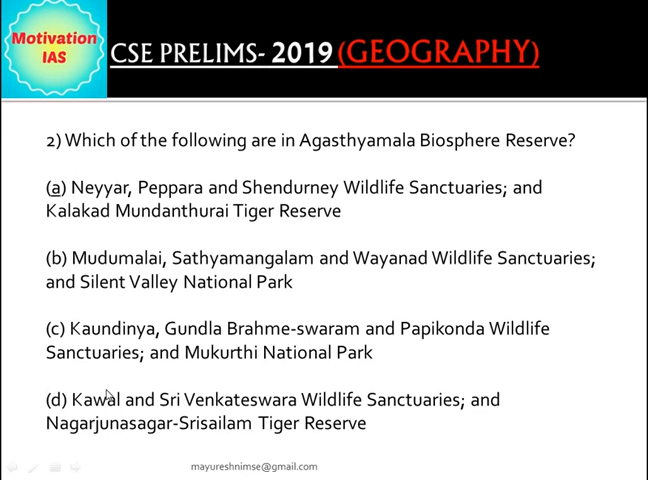 Motivation
IAS
CSE PRELIMS- 2019 (GEOGRAPHY)
2) Which of the following are in Agasthyamala Biosphere Reserve?
(a) Neyyar, Peppara and Shendurney Wildlife Sanctuaries; and
Kalakad Mundanthurai Tiger Reserve
(b) Mudumalai, Sathyamangalam and Wayanad Wildlife Sanctuaries;
and Silent Valley National Park
(c) Kaundinya, Gundla Brahme-swaram and Papikonda Wildlife
Sanctuaries; and Mukurthi National Park
(d) Kawal and Sri Venkateswara Wildlife Sanctuaries; and
Nagarjunasagar-Srisailam Tiger Reserve
mayureshnimse@gmail.com